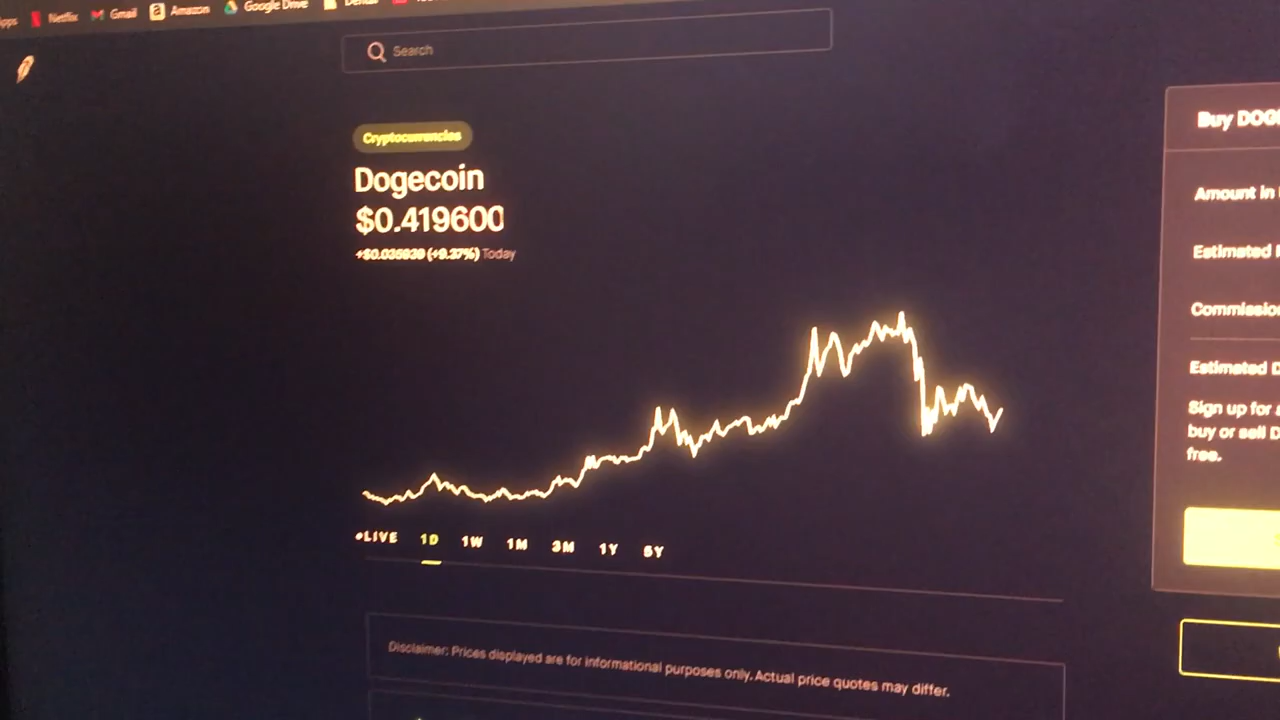 Netflix Gmail Amazon Google Drive
Search
Cryptocurrencies
Dogecoin
$0.419600
(+9.37%) Today
LIVE 1D 1W 1M 3M 1Y 5Y
Disclaimer: Prices displayed are for informational purposes only. Actual price quotes may differ.
Buy
Amount in
Estimated
Estimated
Sign up for
buy or sell
free.